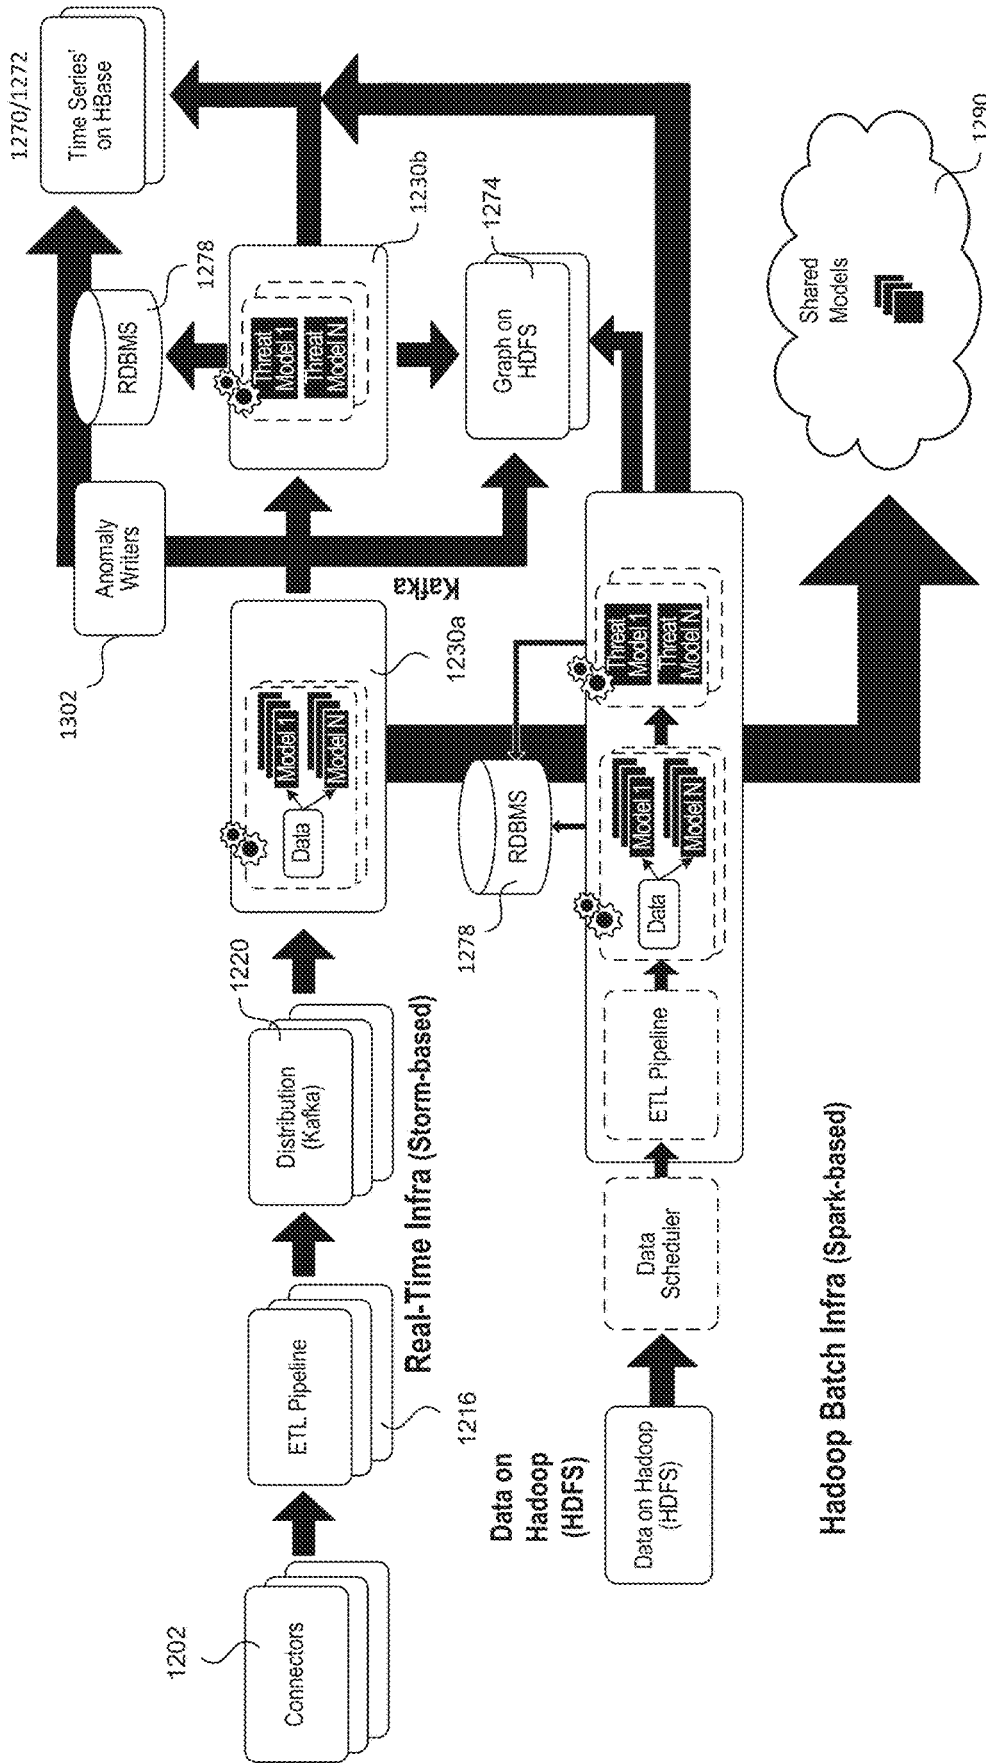 1202
Connectors
ETL Pipeline
1216
Distribution
(Kafka)
1220
Real-Time Infra (Storm-based)
Data
Model 1
Model N
1230a
1302
Anomaly
Writers
Kafka
RDBMS
1278
Threat
Model 1
Threat
Model N
1230b
1270/1272
Time Series'
on HBase
Graph on
HDFS
1274
Data on
Hadoop
(HDFS)
Data on Hadoop
(HDFS)
Data
Scheduler
ETL Pipeline
Data
Model 1
Model N
Threat
Model 1
Threat
Model N
RDBMS
1278
Shared
Models
1290
Hadoop Batch Infra (Spark-based)